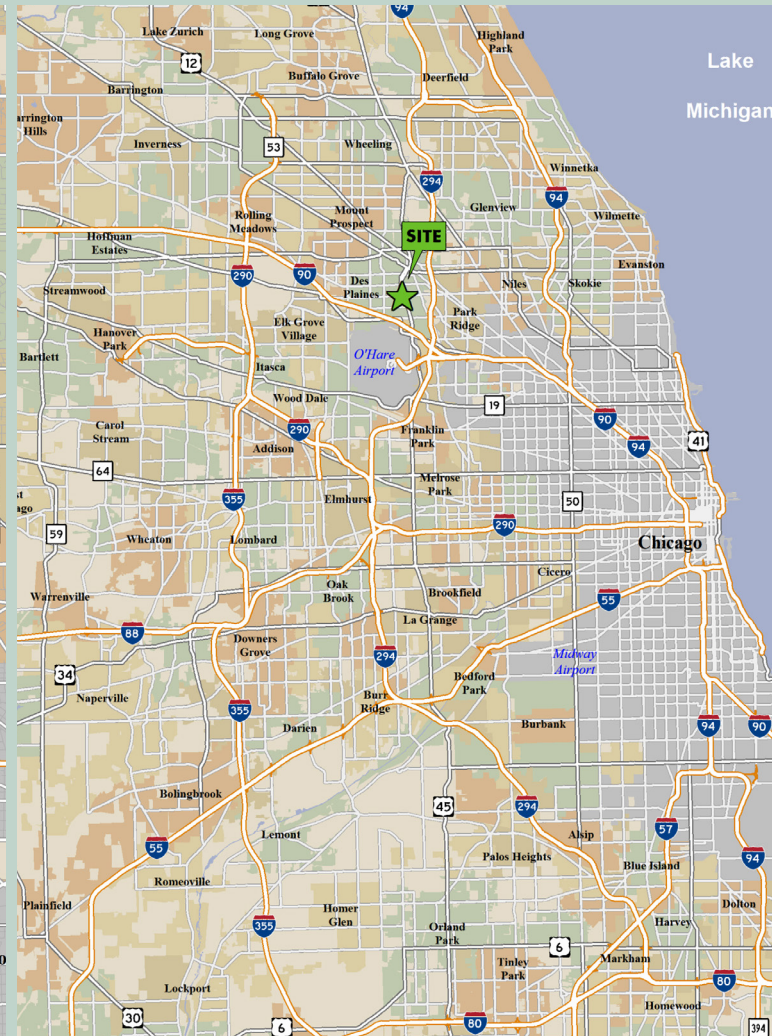 94
Lake Zurich
Long Grove
Highland
Park
12
Lake
Buffalo Grove
Deerfield
Barrington
Michigan
arrington
Hills
Inverness
53
Wheeling
Winnetka
294
94
Rolling
Meadows
Mount
Prospect
Glenview
Wilmette
SITE
Hoffman
Estates
Evanston
290
90
Des
Plaines
Niles
Skokie
Streamwood
Park
Ridge
Elk Grove
Village
Hanover
Park
Bartlett
O'Hare
Airport
Itasca
Wood Dale
19
90
Carol
Stream
290
Franklin
Park
94
41
Addison
64
Melrose
Park
355
Elmhurst
50
st
ago
290
59
Wheaton
Lombard
Chicago
Cicero
Oak
Brook
Brookfield
55
Warrenville
La Grange
88
Downers
Grove
294
Midway
Airport
34
Bedford
Park
Naperville
Burr
Ridge
355
Darien
Burbank
94
90
Bolingbrook
45
294
57
55
Lemont
Alsip
Palos Heights
94
Blue Island
Romeoville
Plainfield
Homer
Glen
Dolton
355
Orland
Park
Harvey
6
Tinley
Park
Markham
80
Lockport
Homewood
30
6
80
394